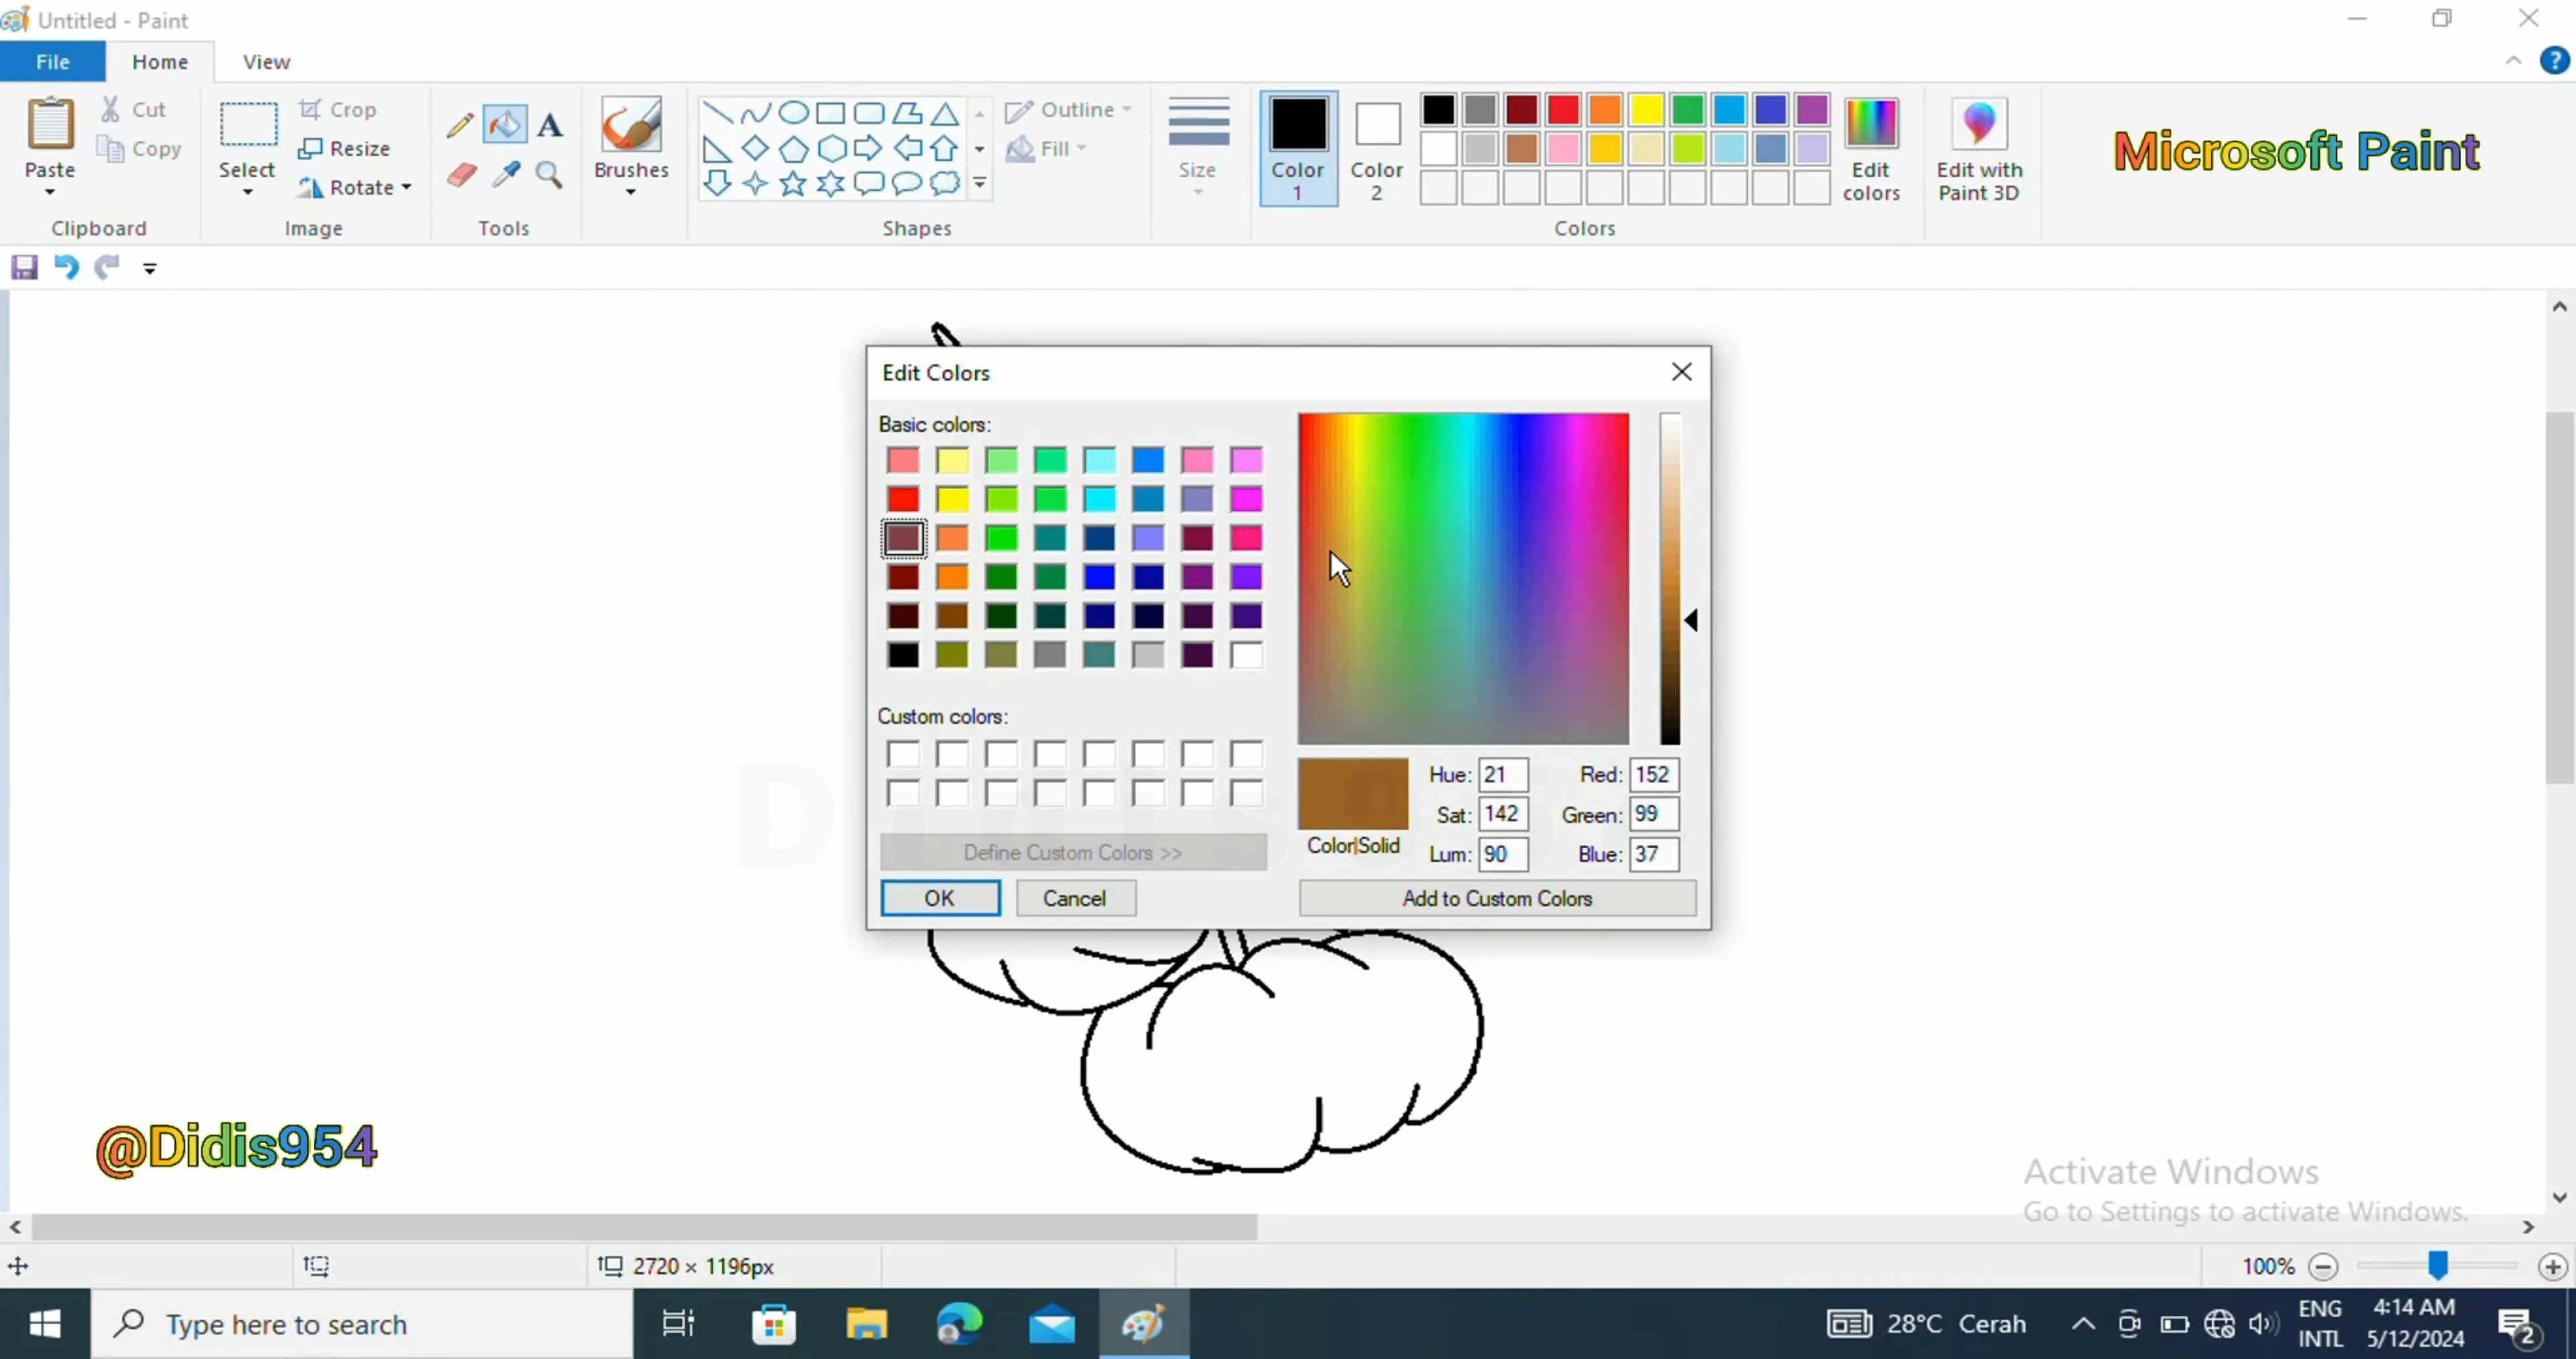 Untitled - Paint
File Home View
Paste
Cut
Copy
Clipboard
Select
Crop
Resize
Rotate
Image
A
Tools
Brushes
Shapes
Outline
Fill
Size
Color 1
Color 2
Colors
Edit colors
Edit with Paint 3D
Microsoft Paint
Edit Colors
Basic colors:
Custom colors:
Define Custom Colors >>
OK Cancel
Color|Solid
Hue: 21 Red: 152
Sat: 142 Green: 99
Lum: 90 Blue: 37
Add to Custom Colors
Didis954
@Didis954
Activate Windows
Go to Settings to activate Windows.
2720 × 1196px
100%
Type here to search
28°C Cerah
ENG
INTL
4:14 AM
5/12/2024
2